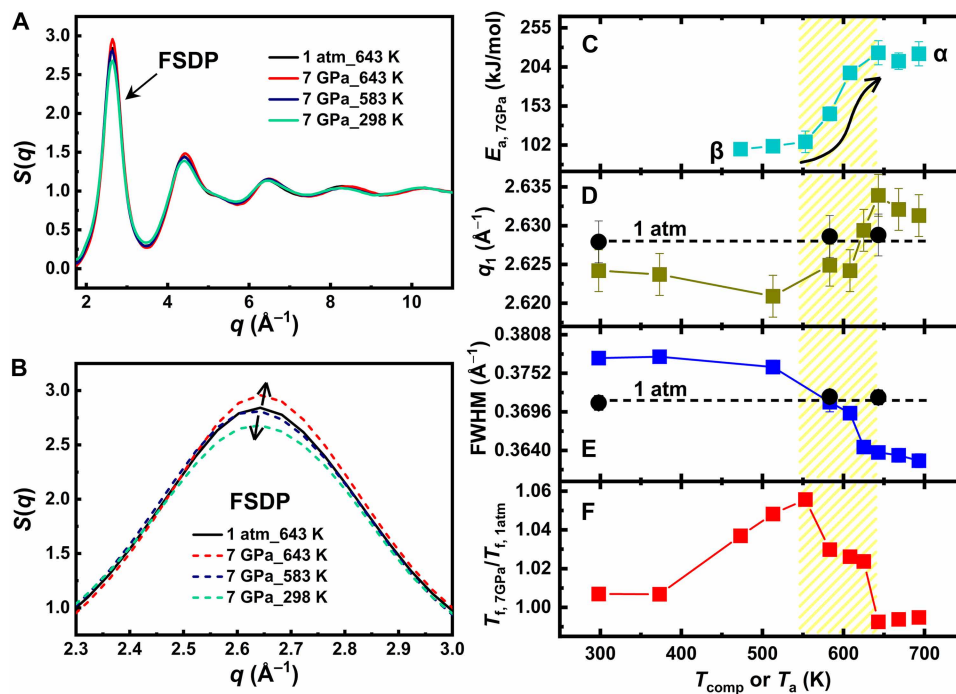 A
3.0
2.5
2.0
1.5
1.0
0.5
0.0
S(q)
FSDP
1 atm_643 K
7 GPa_643 K
7 GPa_583 K
7 GPa_298 K
2 4 6 8 10
q (Å⁻¹)
B
3.0
2.5
2.0
1.5
1.0
S(q)
FSDP
1 atm_643 K
7 GPa_643 K
7 GPa_583 K
7 GPa_298 K
2.3 2.4 2.5 2.6 2.7 2.8 2.9 3.0
q (Å⁻¹)
C
255
204
153
102
Eₐ, 7GPa (kJ/mol)
β
α
D
2.635
2.630
2.625
2.620
q₁ (Å⁻¹)
1 atm
0.3808
0.3752
0.3696
0.3640
FWHM (Å⁻¹)
1 atm
E
1.06
1.04
1.02
1.00
Tf, 7GPa/Tf, 1atm
F
300 400 500 600 700
Tcomp or Tₐ (K)